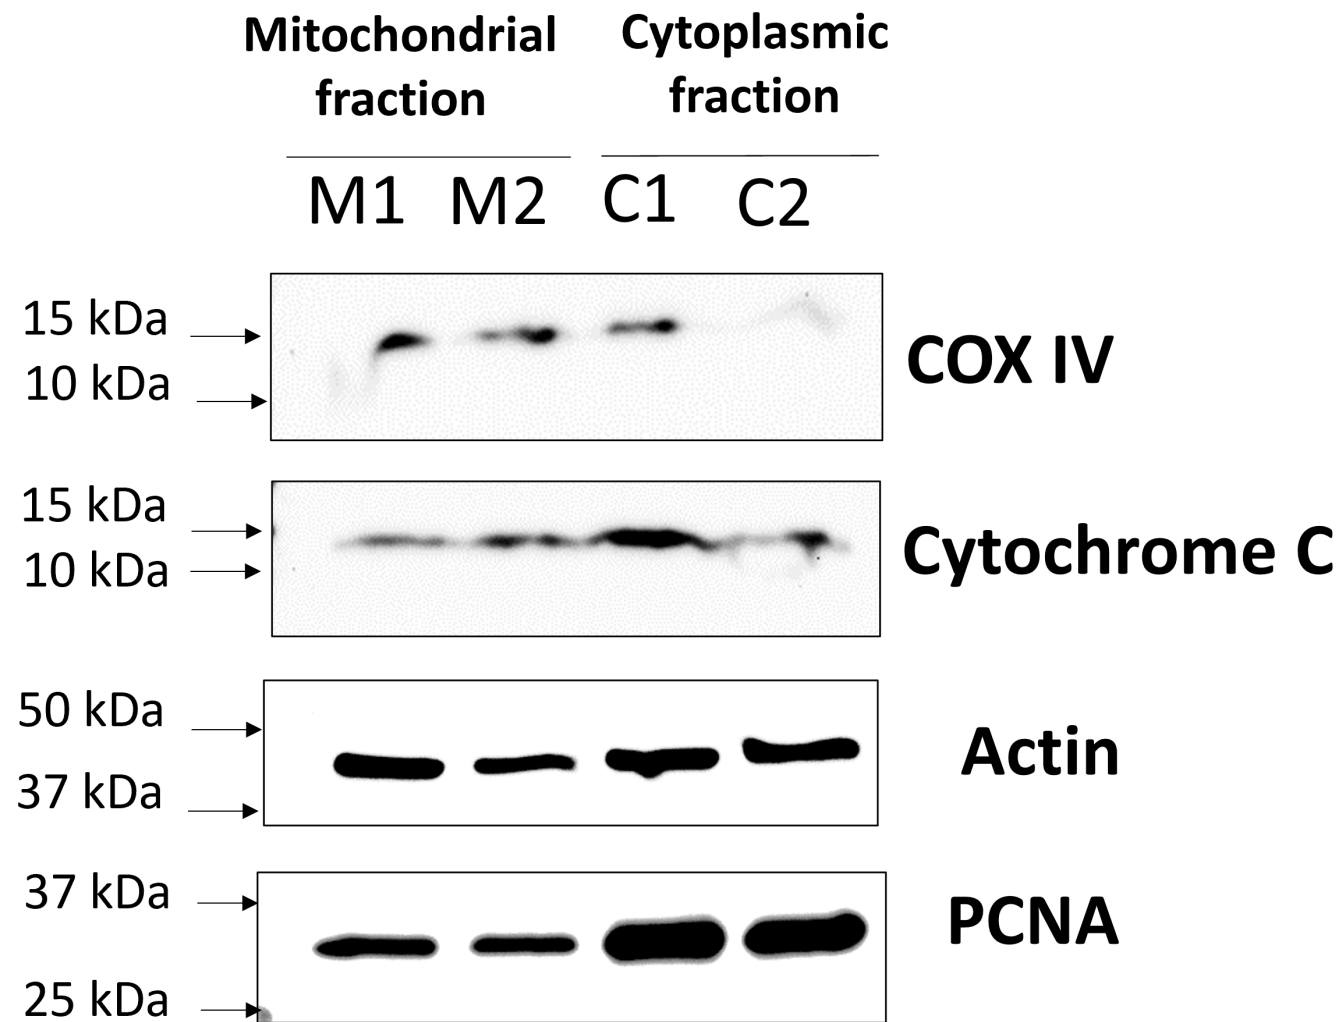 Mitochondrial
fraction
Cytoplasmic
fraction
M1 M2 C1 C2
15 kDa
10 kDa
COX IV
15 kDa
10 kDa
Cytochrome C
50 kDa
37 kDa
Actin
37 kDa
25 kDa
PCNA